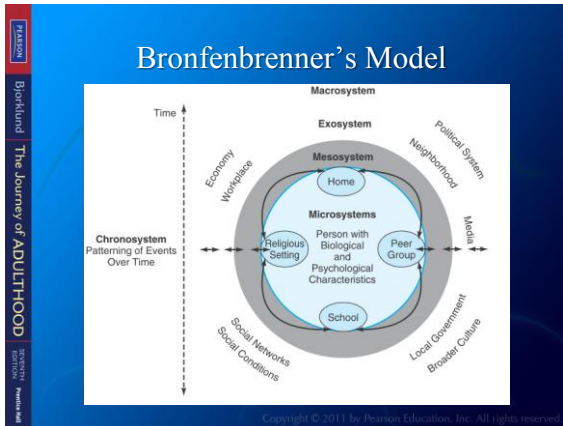 Bronfenbrenner's Model
Macrosystem
Time
Exosystem
Political System
Neighborhood
Economy
Workplace
Mesosystem
Home
Microsystems
Media
Chronosystem
Patterning of Events
Over Time
Religious
Setting
Person with
Biological
and
Psychological
Characteristics
Peer
Group
School
Social Networks
Social Conditions
Local Government
Broader Culture
PEARSON
Bjorklund
The Journey of ADULTHOOD
SEVENTH
EDITION
Prentice Hall
Copyright © 2011 by Pearson Education, Inc. All rights reserved.